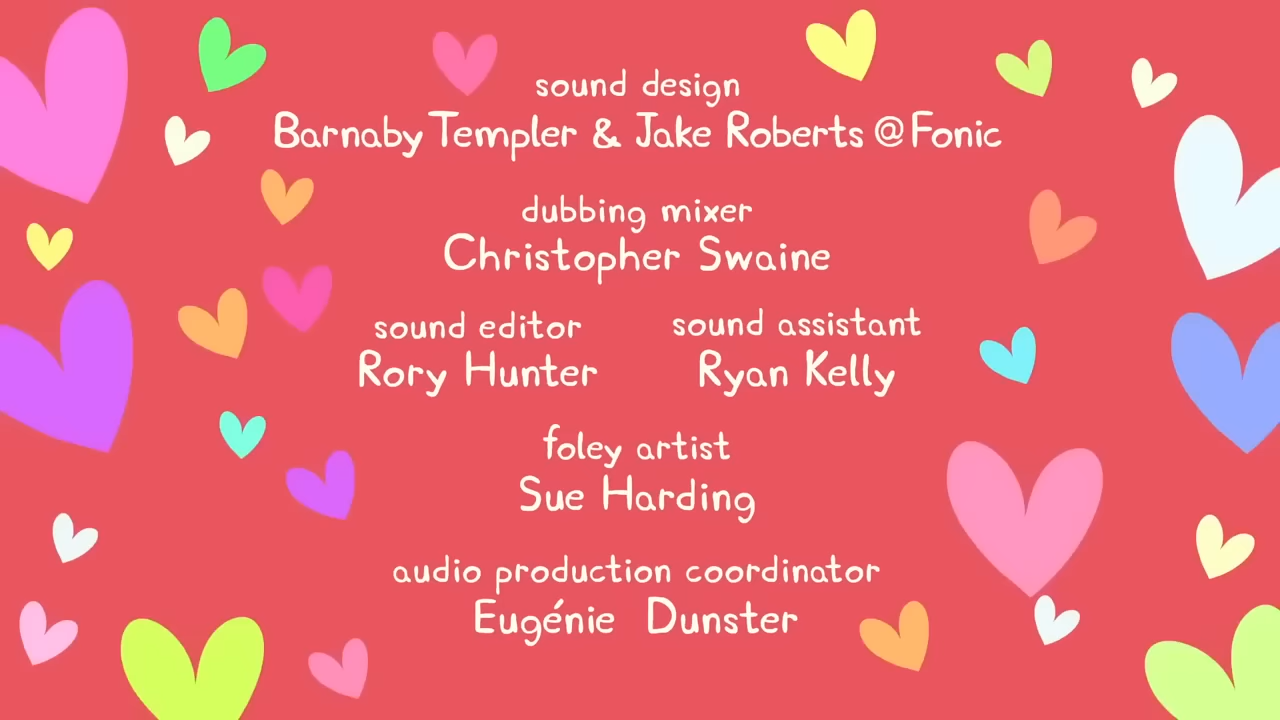 sound design
Barnaby Templer & Jake Roberts @ Fonic
dubbing mixer
Christopher Swaine
sound editor
Rory Hunter
sound assistant
Ryan Kelly
foley artist
Sue Harding
audio production coordinator
Eugénie Dunster